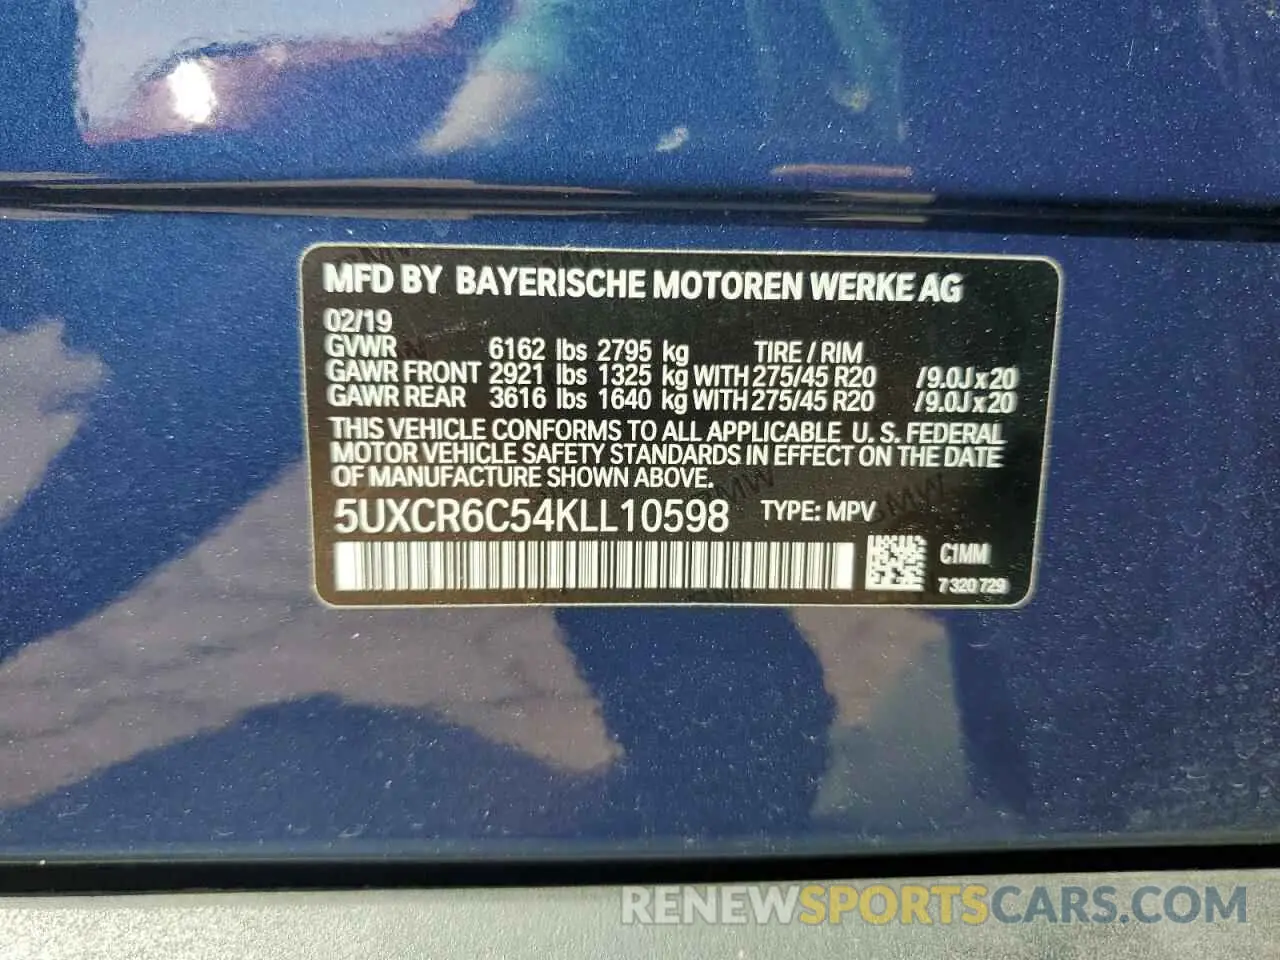 MFD BY BAYERISCHE MOTOREN WERKE AG
02/19
GVWR 6162 lbs 2795 kg TIRE / RIM
GAWR FRONT 2921 lbs 1325 kg WITH 275/45 R20 /9.0J x 20
GAWR REAR 3616 lbs 1640 kg WITH 275/45 R20 /9.0J x 20
THIS VEHICLE CONFORMS TO ALL APPLICABLE U. S. FEDERAL
MOTOR VEHICLE SAFETY STANDARDS IN EFFECT ON THE DATE
OF MANUFACTURE SHOWN ABOVE.
5UXCR6C54KLL10598 TYPE: MPV
C1MM
7 320 729
RENEWSPORTSCARS.COM